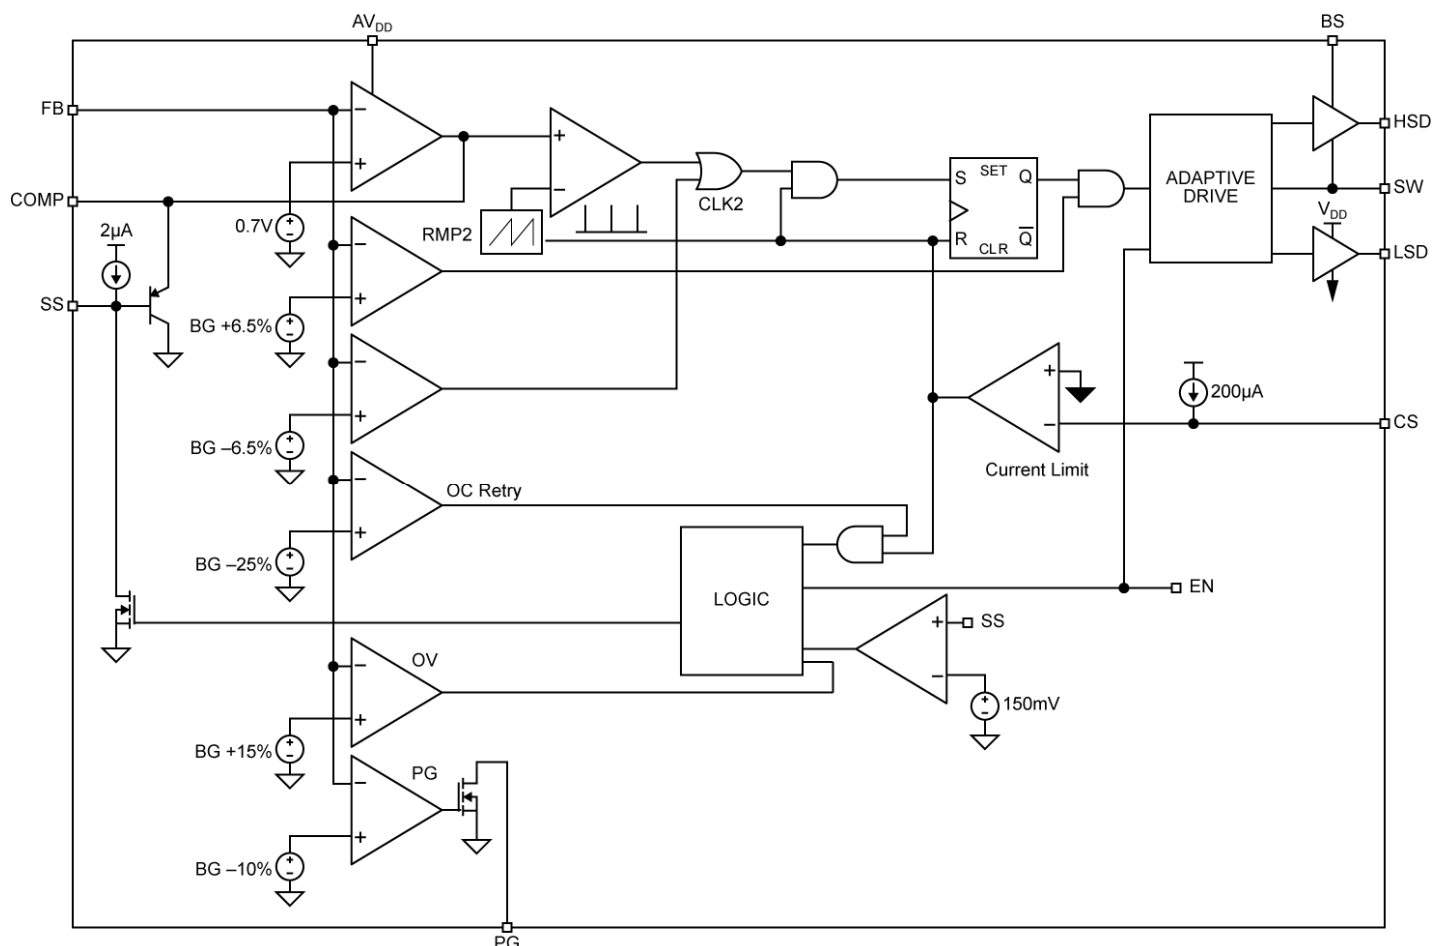 AVDD
BS
FB
HSD
COMP
SW
SS
LSD
VDD
0.7V
2μA
RMP2
CLK2
S
SET
Q
R
CLR
Q
ADAPTIVE
DRIVE
BG +6.5%
BG –6.5%
BG –25%
OC Retry
Current Limit
200μA
CS
LOGIC
EN
SS
150mV
OV
BG +15%
PG
BG –10%
PG